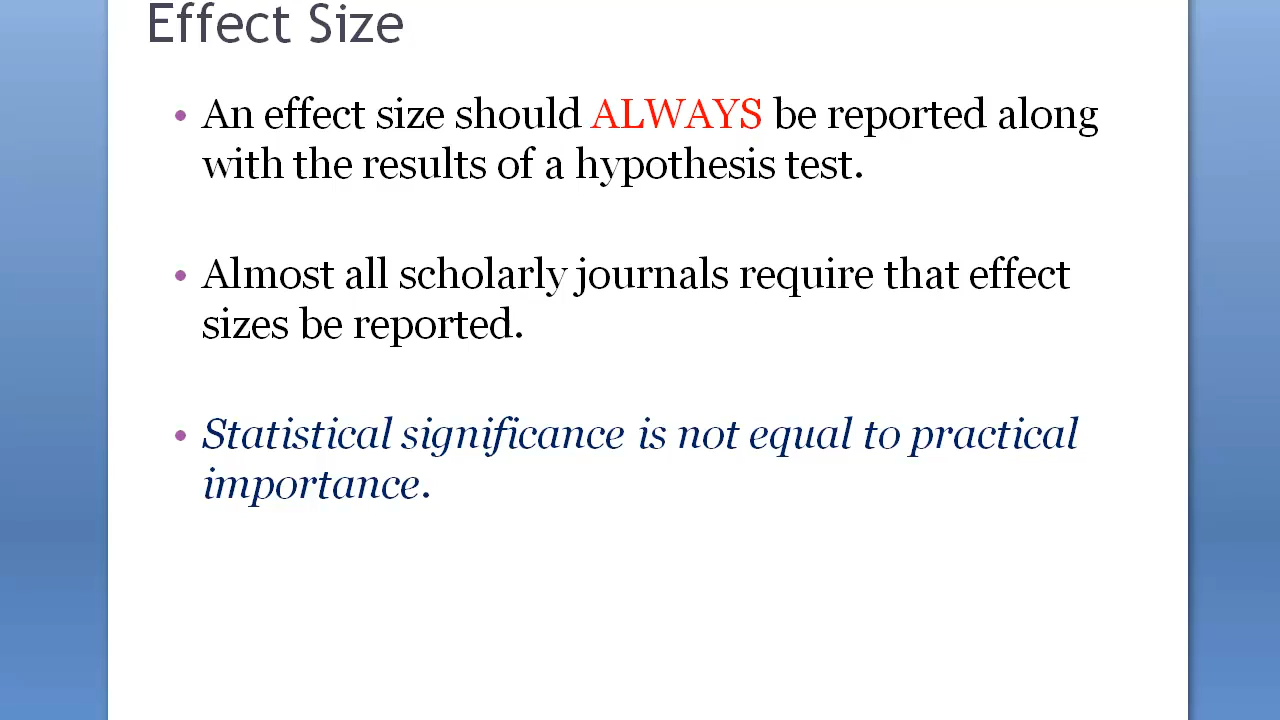 Effect Size
• An effect size should ALWAYS be reported along
with the results of a hypothesis test.
• Almost all scholarly journals require that effect
sizes be reported.
• Statistical significance is not equal to practical
importance.